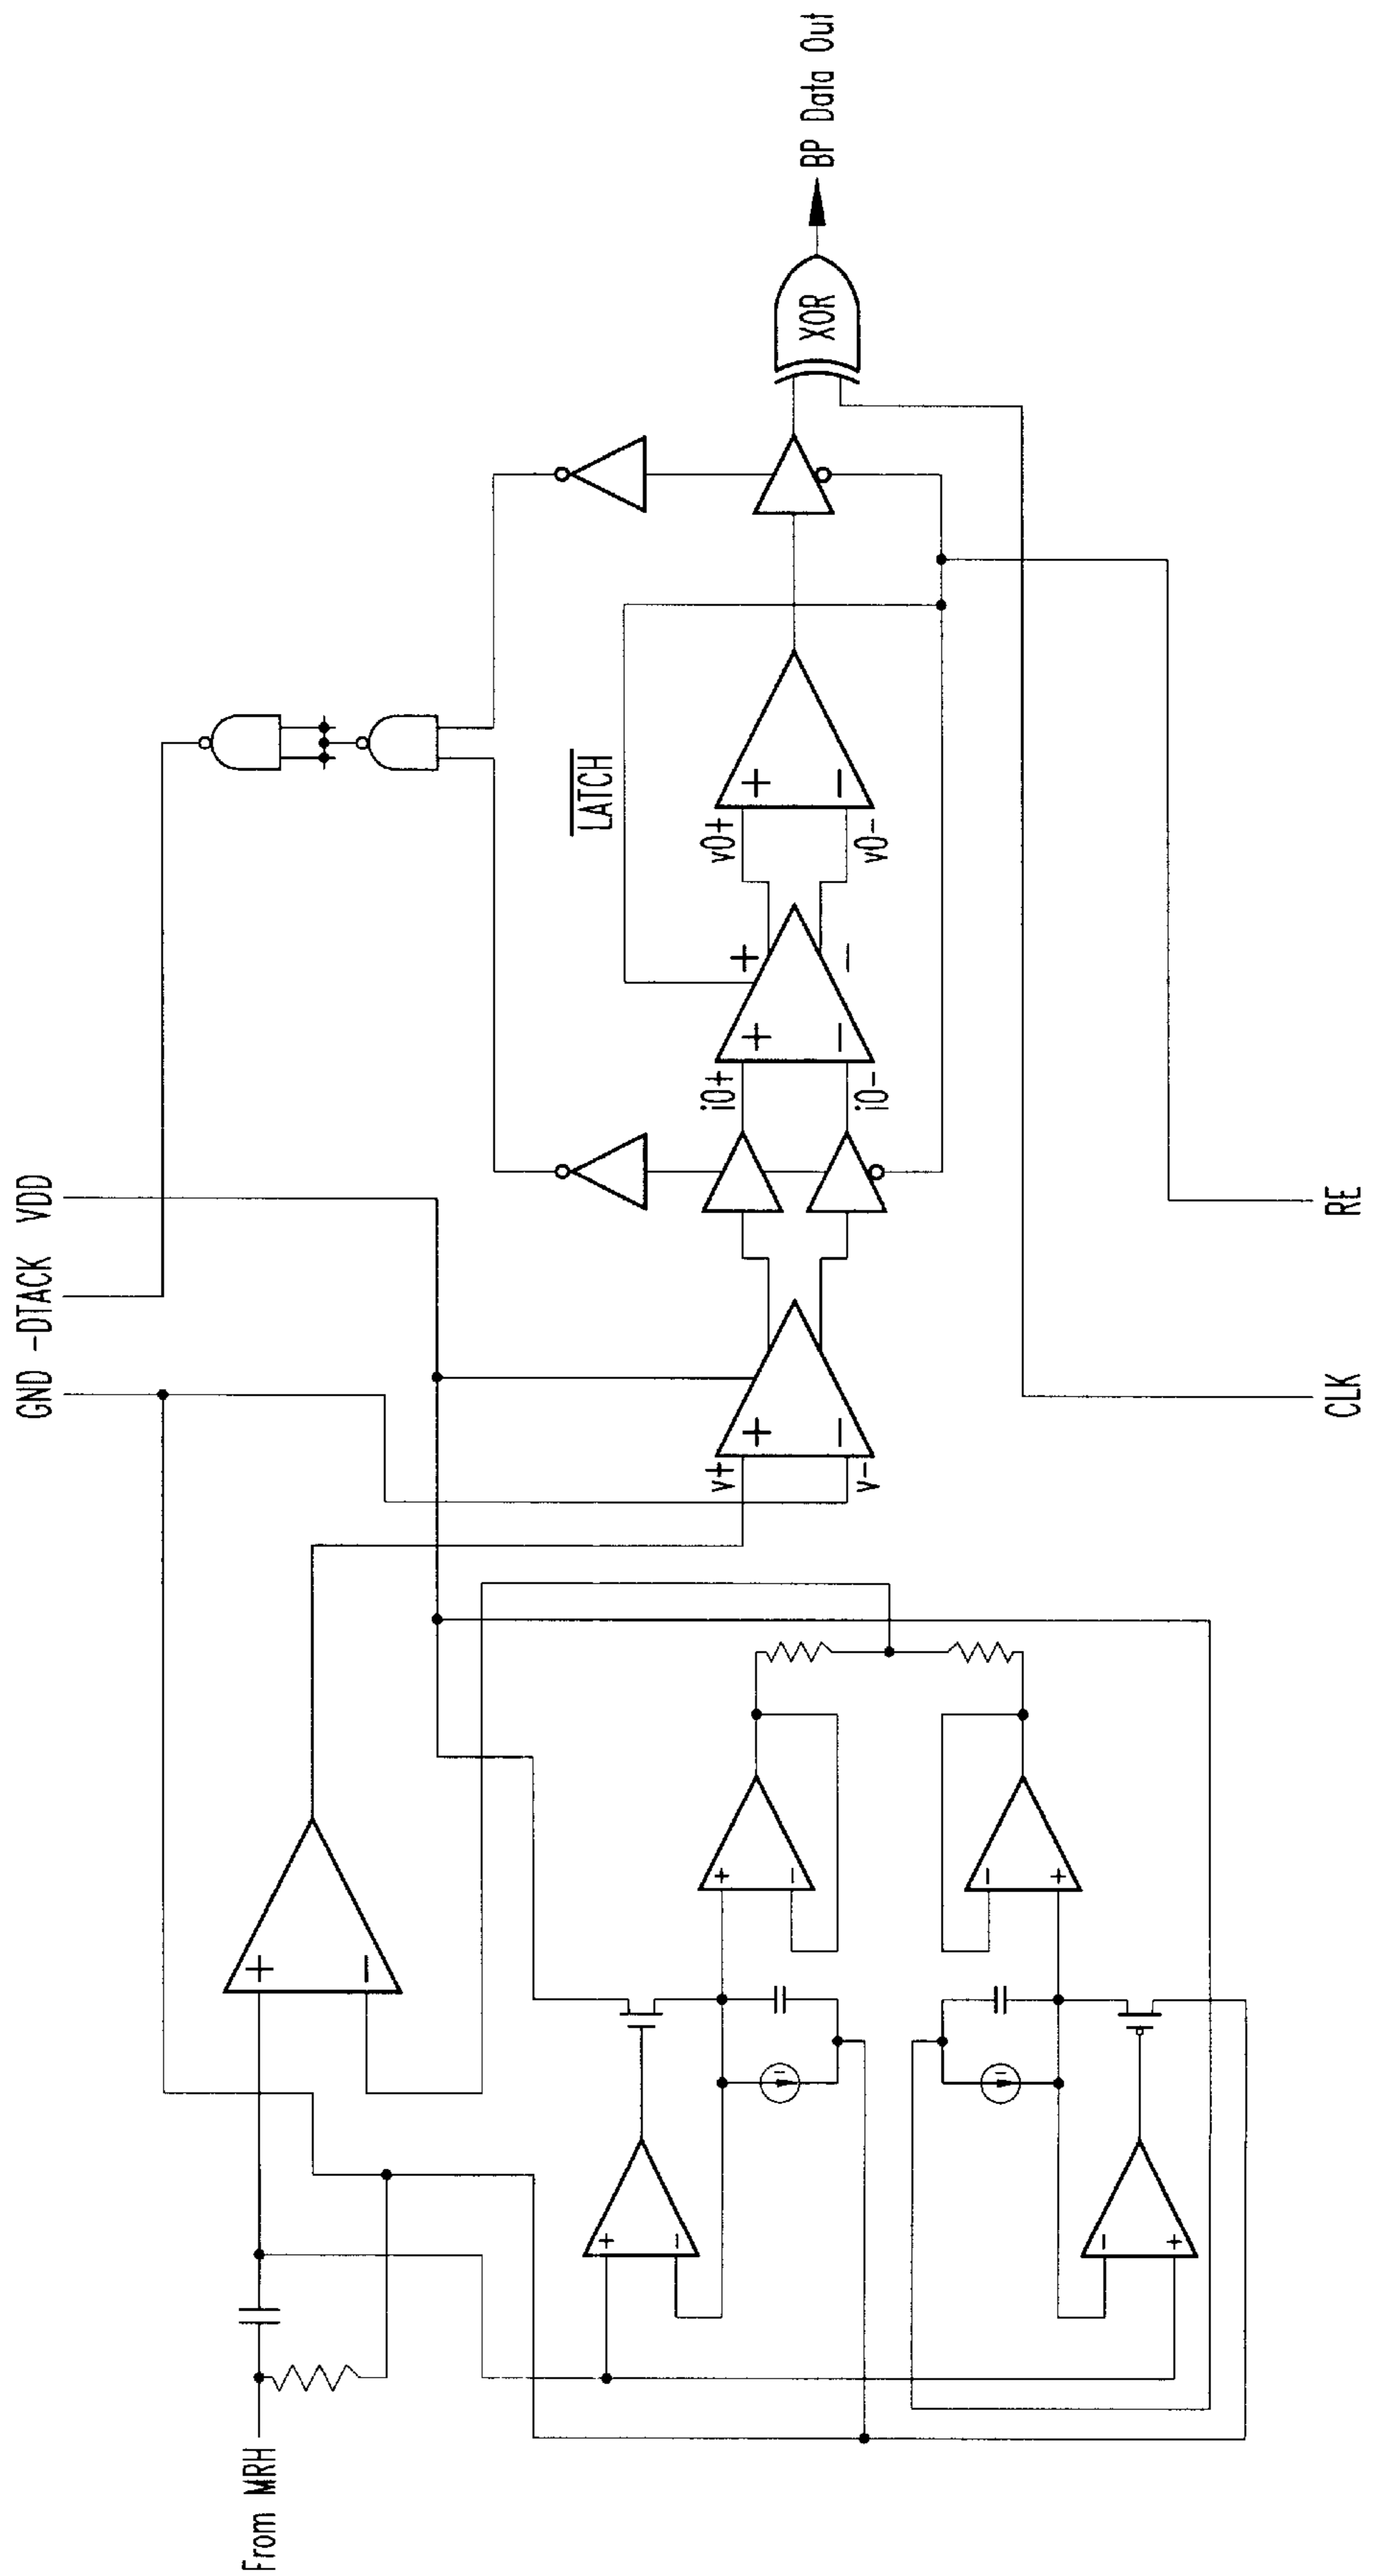 GND
-DTACK
VDD
From MRH
+
−
+
−
+
−
+
−
+
−
I
I
v+
v-
+
−
i0+
i0-
+
−
+
−
LATCH
v0+
v0-
+
−
XOR
BP Data Out
CLK
RE